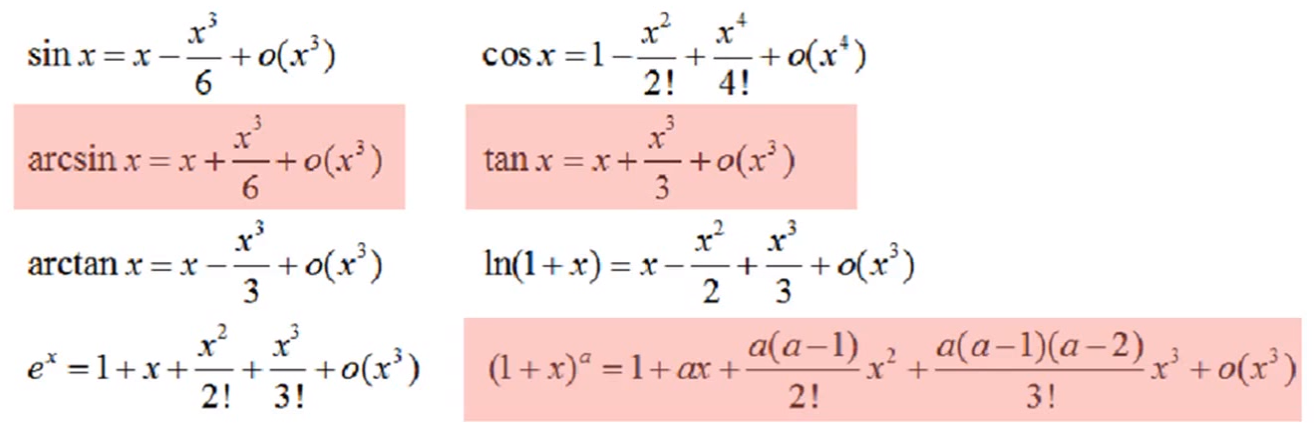 sin x = x − x³/6 + o(x³)
cos x = 1 − x²/2! + x⁴/4! + o(x⁴)
arcsin x = x + x³/6 + o(x³)
tan x = x + x³/3 + o(x³)
arctan x = x − x³/3 + o(x³)
ln(1 + x) = x − x²/2 + x³/3 + o(x³)
eˣ = 1 + x + x²/2! + x³/3! + o(x³)
(1 + x)ᵃ = 1 + ax + a(a−1)/2! x² + a(a−1)(a−2)/3! x³ + o(x³)